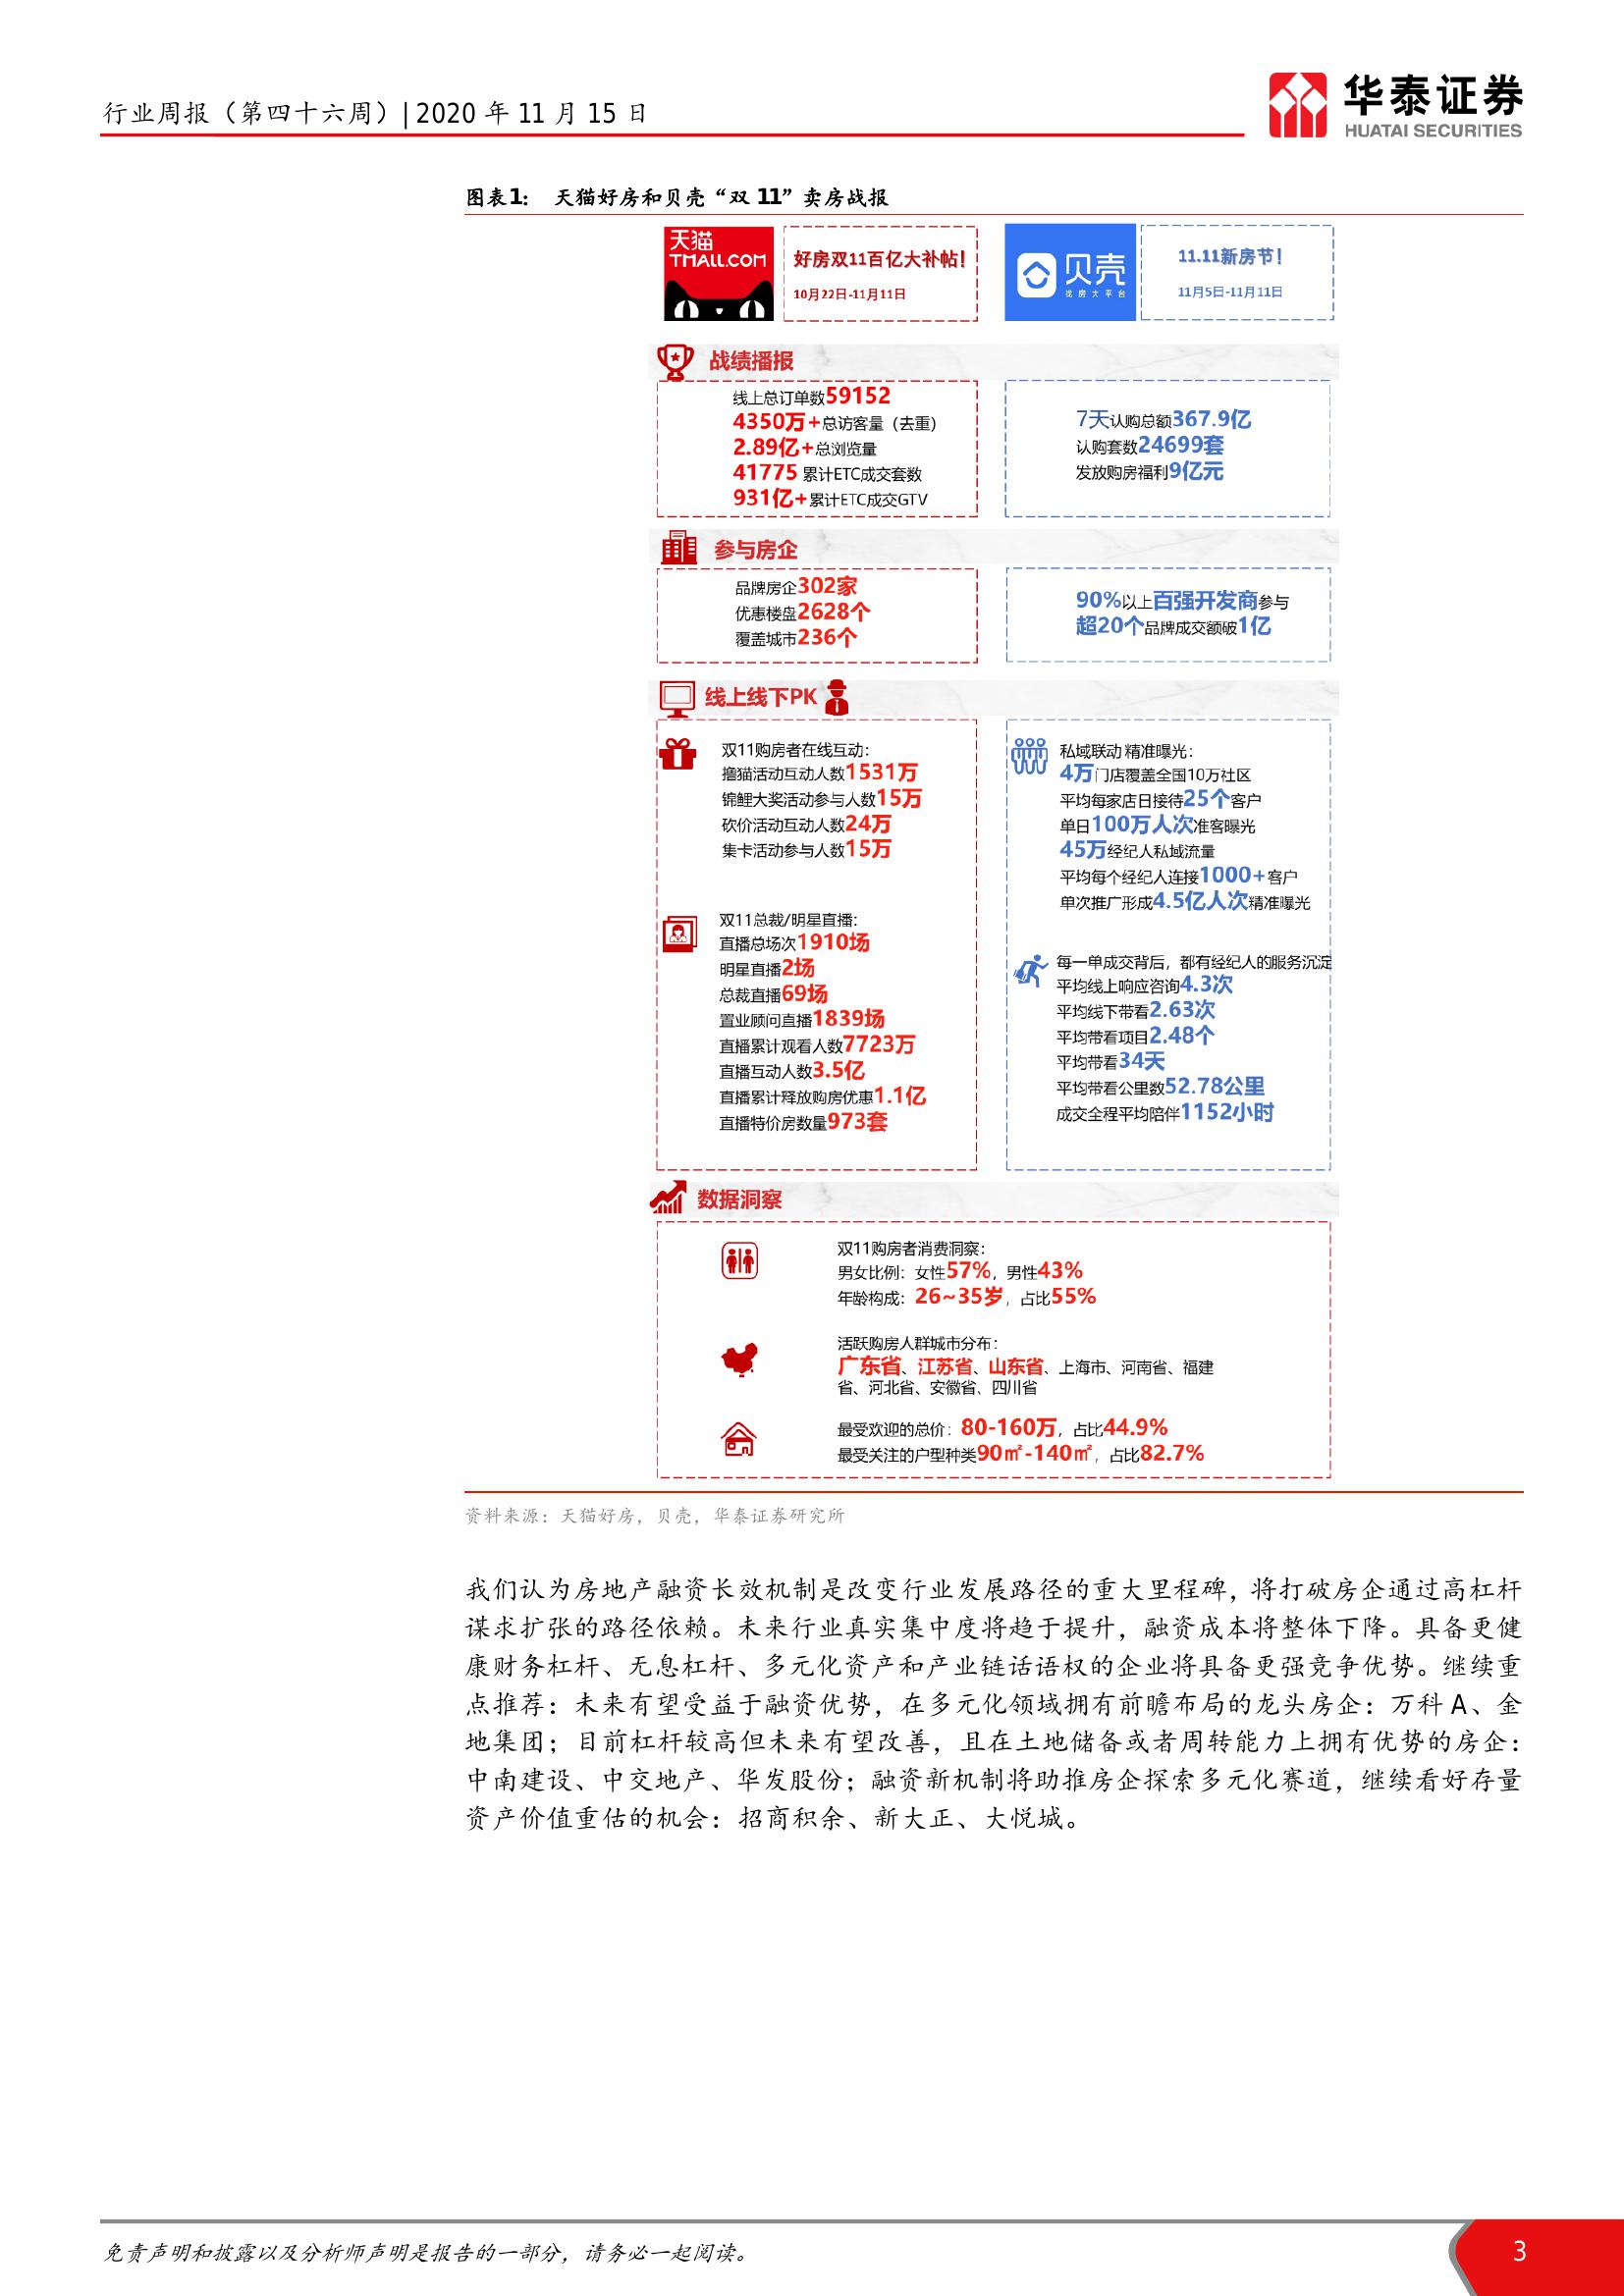 行业周报（第四十六周）| 2020 年 11 月 15 日
华泰证券
HUATAI SECURITIES
图表1： 天猫好房和贝壳“双 11”卖房战报
天猫
TMALL.COM
好房双11百亿大补帖！
10月22日-11月11日
贝壳
找房大平台
11.11新房节！
11月5日-11月11日
战绩播报
线上总订单数59152
4350万+总访客量（去重）
2.89亿+总浏览量
41775 累计ETC成交套数
931亿+累计ETC成交GTV
7天认购总额367.9亿
认购套数24699套
发放购房福利9亿元
参与房企
品牌房企302家
优惠楼盘2628个
覆盖城市236个
90%以上百强开发商参与
超20个品牌成交额破1亿
线上线下PK
双11购房者在线互动：
撸猫活动互动人数1531万
锦鲤大奖活动参与人数15万
砍价活动互动人数24万
集卡活动参与人数15万
双11总裁/明星直播：
直播总场次1910场
明星直播2场
总裁直播69场
置业顾问直播1839场
直播累计观看人数7723万
直播互动人数3.5亿
直播累计释放购房优惠1.1亿
直播特价房数量973套
私域联动 精准曝光：
4万门店覆盖全国10万社区
平均每家店日接待25个客户
单日100万人次准客曝光
45万经纪人私域流量
平均每个经纪人连接1000+客户
单次推广形成4.5亿人次精准曝光
每一单成交背后，都有经纪人的服务沉淀
平均线上响应咨询4.3次
平均线下带看2.63次
平均带看项目2.48个
平均带看34天
平均带看公里数52.78公里
成交全程平均陪伴1152小时
数据洞察
双11购房者消费洞察：
男女比例：女性57%，男性43%
年龄构成：26~35岁，占比55%
活跃购房人群城市分布：
广东省、江苏省、山东省、上海市、河南省、福建
省、河北省、安徽省、四川省
最受欢迎的总价：80-160万，占比44.9%
最受关注的户型种类90㎡-140㎡，占比82.7%
资料来源：天猫好房，贝壳，华泰证券研究所
我们认为房地产融资长效机制是改变行业发展路径的重大里程碑，将打破房企通过高杠杆
谋求扩张的路径依赖。未来行业真实集中度将趋于提升，融资成本将整体下降。具备更健
康财务杠杆、无息杠杆、多元化资产和产业链话语权的企业将具备更强竞争优势。继续重
点推荐：未来有望受益于融资优势，在多元化领域拥有前瞻布局的龙头房企：万科 A、金
地集团；目前杠杆较高但未来有望改善，且在土地储备或者周转能力上拥有优势的房企：
中南建设、中交地产、华发股份；融资新机制将助推房企探索多元化赛道，继续看好存量
资产价值重估的机会：招商积余、新大正、大悦城。
免责声明和披露以及分析师声明是报告的一部分，请务必一起阅读。
3